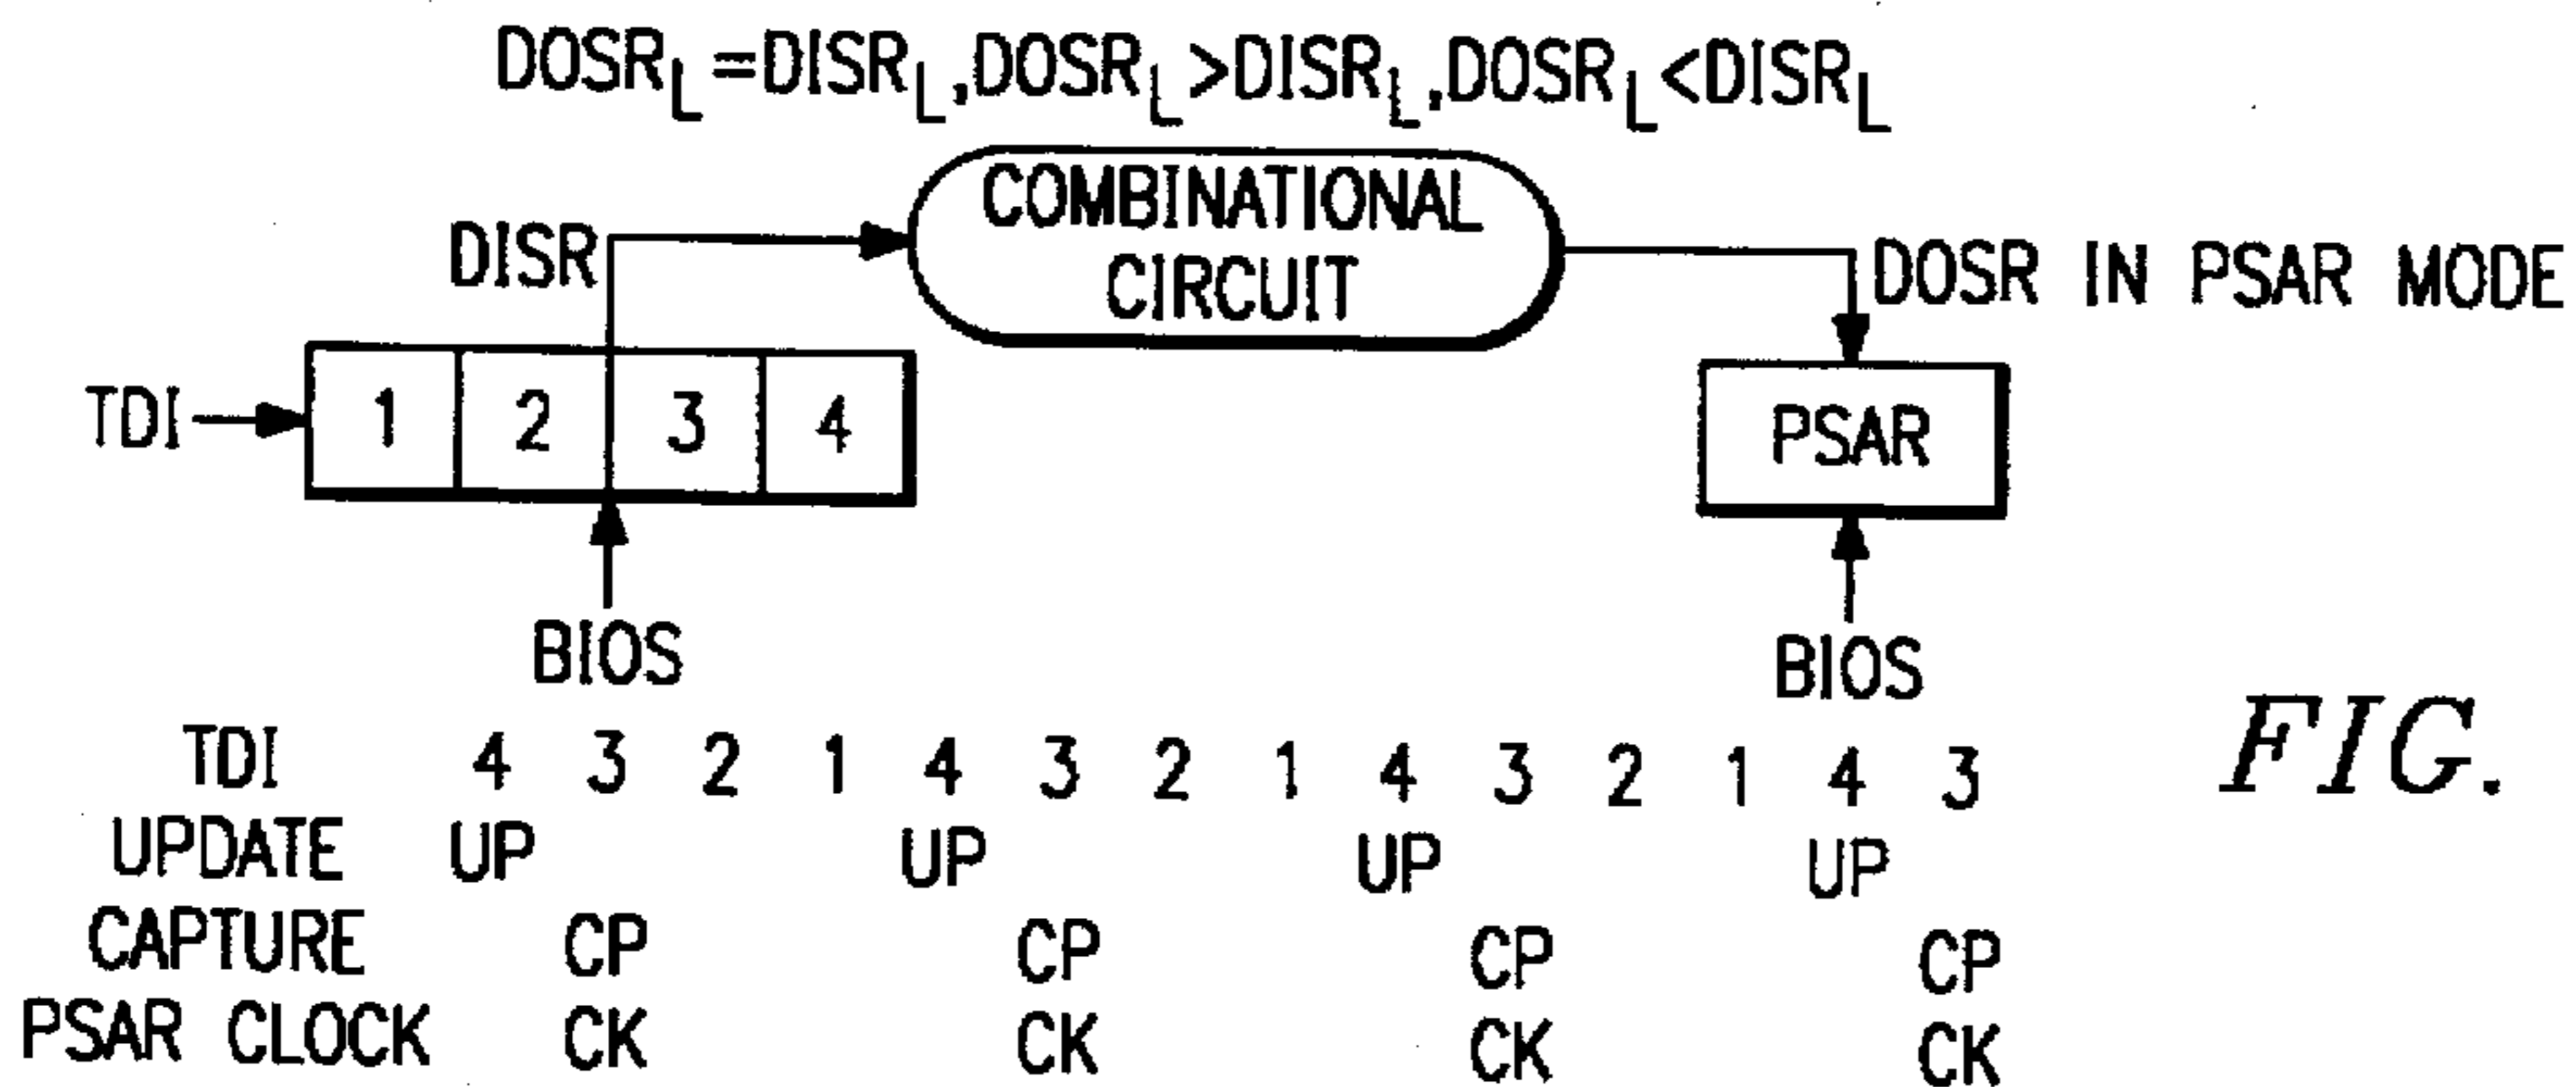 DOSR_L=DISR_L,DOSR_L>DISR_L,DOSR_L<DISR_L
COMBINATIONAL
CIRCUIT
DISR
DOSR IN PSAR MODE
TDI
1 2 3 4
PSAR
BIOS
BIOS
TDI 4 3 2 1 4 3 2 1 4 3 2 1 4 3
FIG.
UPDATE UP UP UP UP
CAPTURE CP CP CP CP
PSAR CLOCK CK CK CK CK